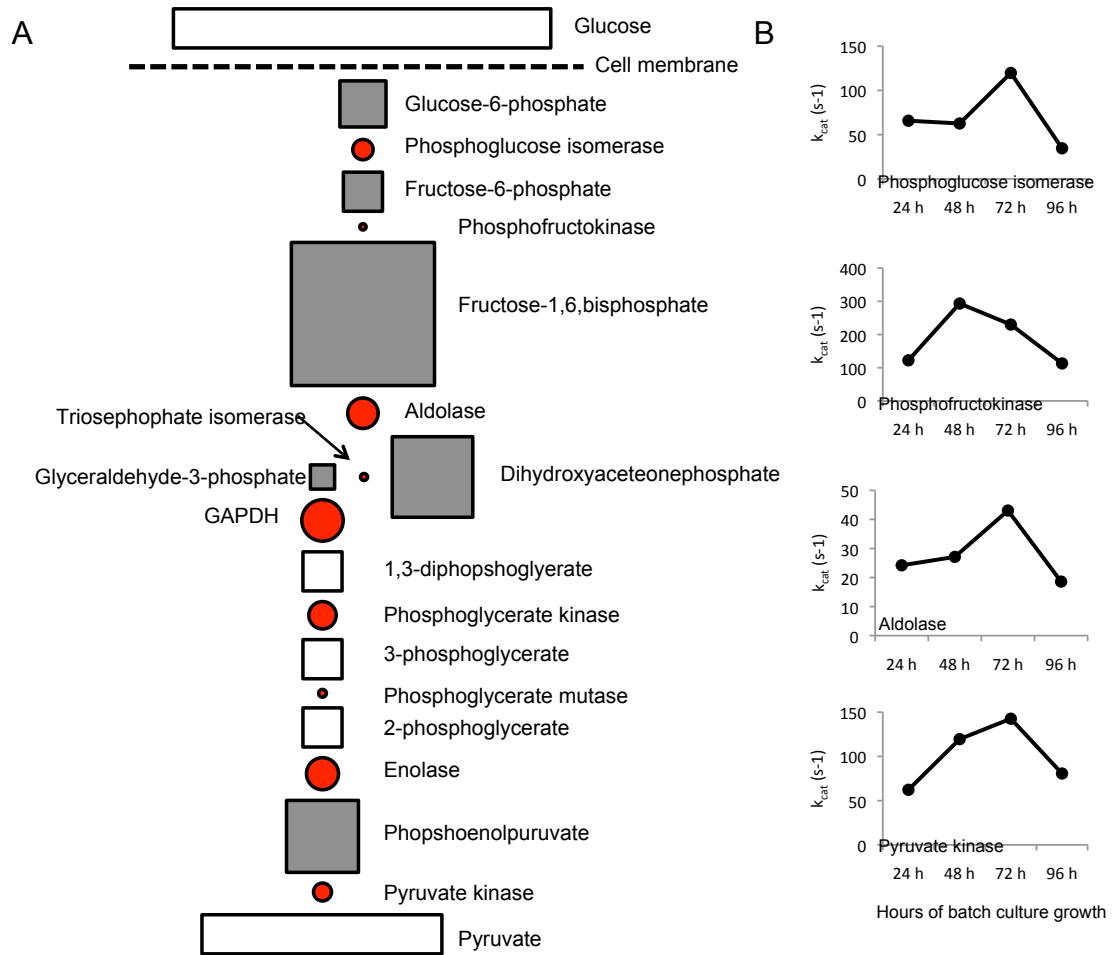 A
Glucose
Cell membrane
Glucose-6-phosphate
Phosphoglucose isomerase
Fructose-6-phosphate
Phosphofructokinase
Fructose-1,6,bisphosphate
Triosephophate isomerase
Aldolase
Glyceraldehyde-3-phosphate
Dihydroxyaceteonephosphate
GAPDH
1,3-diphopshoglyerate
Phosphoglycerate kinase
3-phosphoglycerate
Phosphoglycerate mutase
2-phosphoglycerate
Enolase
Phopshoenolpuruvate
Pyruvate kinase
Pyruvate
B
kcat (s-1)
150
100
50
0
Phosphoglucose isomerase
24 h 48 h 72 h 96 h
kcat (s-1)
400
300
200
100
0
Phosphofructokinase
24 h 48 h 72 h 96 h
kcat (s-1)
50
40
30
20
10
0
Aldolase
24 h 48 h 72 h 96 h
kcat (s-1)
150
100
50
0
Pyruvate kinase
24 h 48 h 72 h 96 h
Hours of batch culture growth